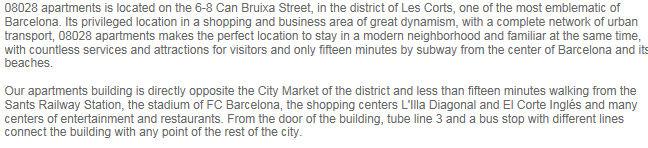 08028 apartments is located on the 6-8 Can Bruixa Street, in the district of Les Corts, one of the most emblematic of
Barcelona. Its privileged location in a shopping and business area of great dynamism, with a complete network of urban
transport, 08028 apartments makes the perfect location to stay in a modern neighborhood and familiar at the same time,
with countless services and attractions for visitors and only fifteen minutes by subway from the center of Barcelona and its
beaches.
Our apartments building is directly opposite the City Market of the district and less than fifteen minutes walking from the
Sants Railway Station, the stadium of FC Barcelona, the shopping centers L'Illa Diagonal and El Corte Inglés and many
centers of entertainment and restaurants. From the door of the building, tube line 3 and a bus stop with different lines
connect the building with any point of the rest of the city.